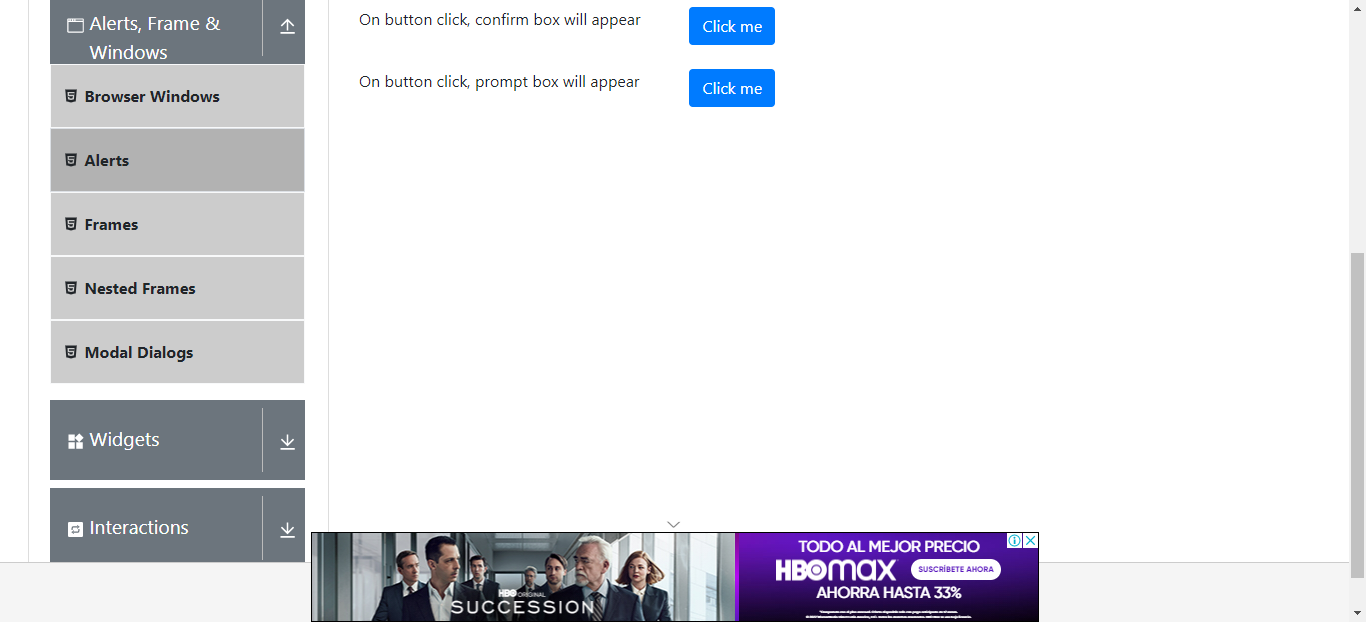 Alerts, Frame &
Windows
On button click, confirm box will appear
Click me
On button click, prompt box will appear
Click me
Browser Windows
Alerts
Frames
Nested Frames
Modal Dialogs
Widgets
Interactions
HBO ORIGINAL
SUCCESSION
TODO AL MEJOR PRECIO
HBOmax
SUSCRÍBETE AHORA
AHORRA HASTA 33%